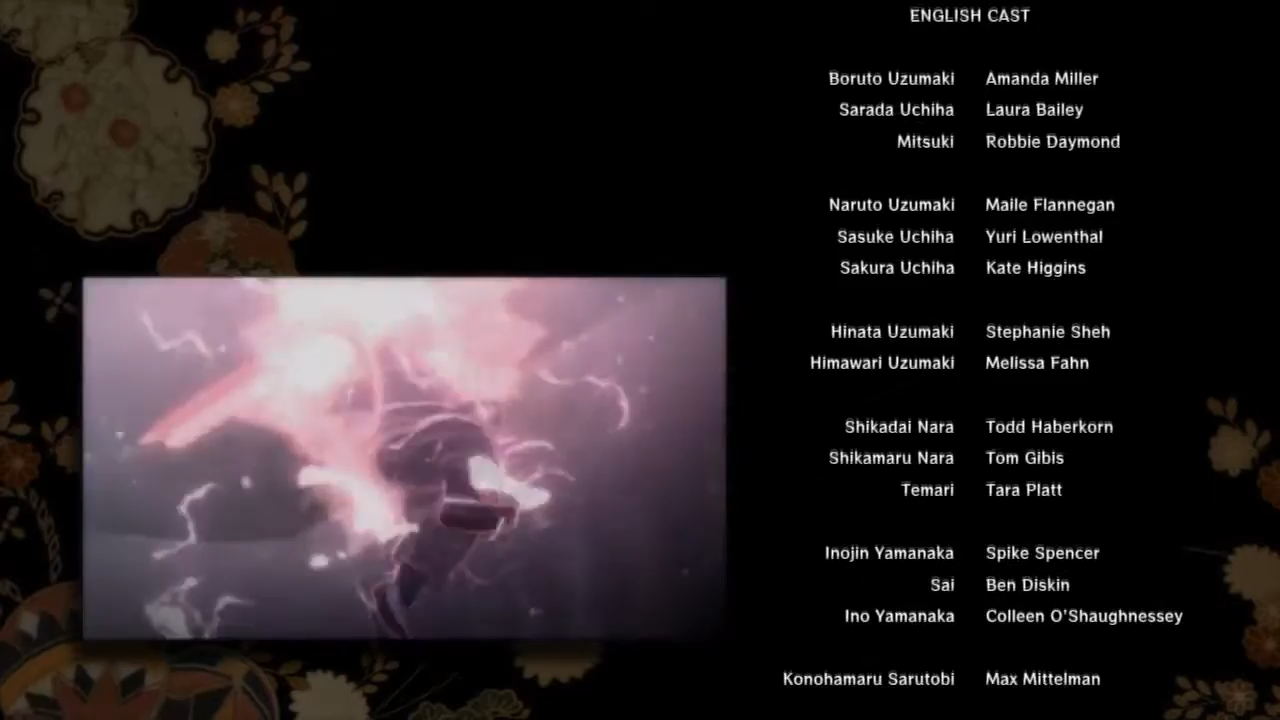 ENGLISH CAST
Boruto Uzumaki Amanda Miller
Sarada Uchiha Laura Bailey
Mitsuki Robbie Daymond
Naruto Uzumaki Maile Flannegan
Sasuke Uchiha Yuri Lowenthal
Sakura Uchiha Kate Higgins
Hinata Uzumaki Stephanie Sheh
Himawari Uzumaki Melissa Fahn
Shikadai Nara Todd Haberkorn
Shikamaru Nara Tom Gibis
Temari Tara Platt
Inojin Yamanaka Spike Spencer
Sai Ben Diskin
Ino Yamanaka Colleen O'Shaughnessey
Konohamaru Sarutobi Max Mittelman